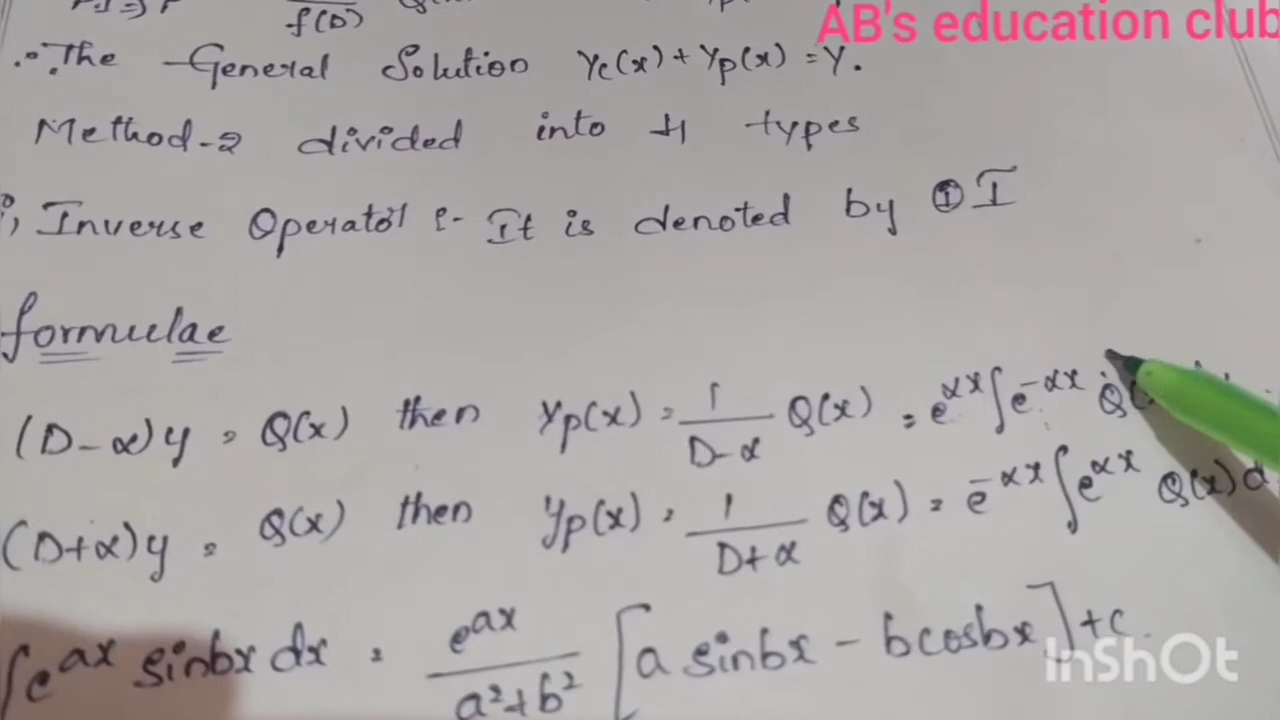 f(D)
AB's education club
∴ The General Solution Yc(x) + Yp(x) = Y.
Method-2 divided into 4 types
i, Inverse Operator :- It is denoted by ① I
formulae
(D-α)y = Q(x) then Yp(x) = 1/(D-α) Q(x) = e^αx ∫ e^-αx Q(
(D+α)y = Q(x) then Yp(x) = 1/(D+α) Q(x) = e^-αx ∫ e^αx Q(x) d
∫e^ax sinbx dx = e^ax/(a²+b²) [a sinbx - b cosbx] + c.
InShOt